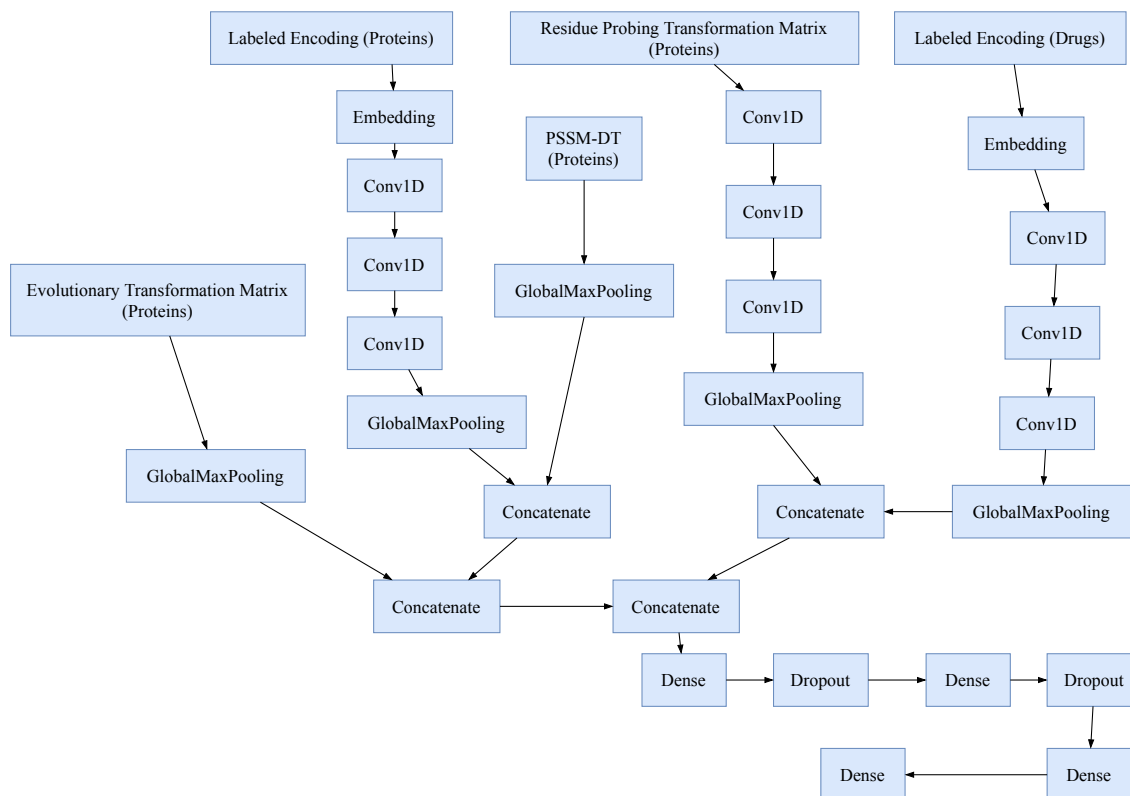 Labeled Encoding (Proteins)
Residue Probing Transformation Matrix
(Proteins)
Labeled Encoding (Drugs)
Embedding
Conv1D
PSSM-DT
(Proteins)
Embedding
Conv1D
Conv1D
Conv1D
Conv1D
Evolutionary Transformation Matrix
(Proteins)
GlobalMaxPooling
Conv1D
Conv1D
Conv1D
Conv1D
GlobalMaxPooling
GlobalMaxPooling
Conv1D
GlobalMaxPooling
Concatenate
Concatenate
GlobalMaxPooling
Concatenate
Concatenate
Dense
Dropout
Dense
Dropout
Dense
Dense